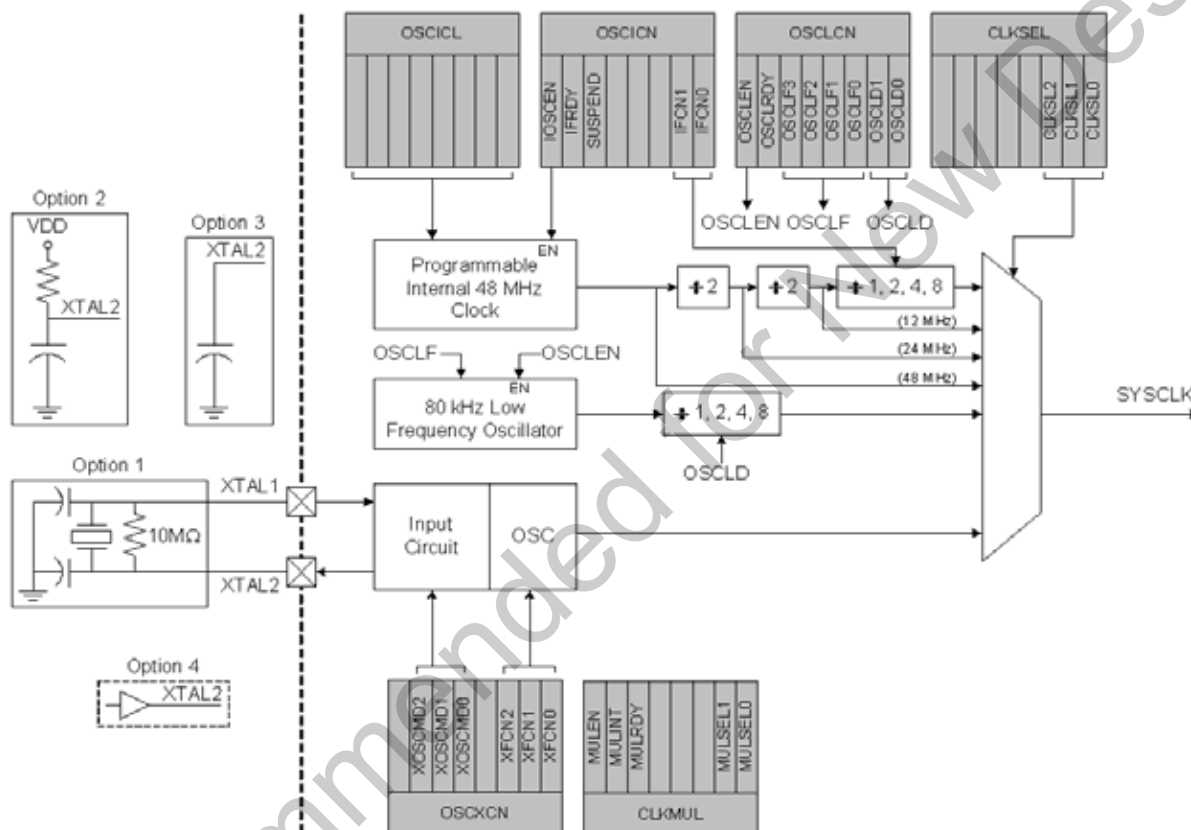 OSCICL
OSCICN
OSCLCN
CLKSEL
IOSCEN
IFRDY
SUSPEND
IFCN1
IFCN0
OSCLEN
OSCLRDY
OSCLF3
OSCLF2
OSCLF1
OSCLF0
OSCLD1
OSCLD0
CLKSL2
CLKSL1
CLKSL0
Option 2
VDD
XTAL2
Option 3
XTAL2
OSCLEN OSCLF OSCLD
EN
Programmable
Internal 48 MHz
Clock
÷ 2
÷ 2
÷ 1, 2, 4, 8
(12 MHz)
(24 MHz)
(48 MHz)
OSCLF
OSCLEN
EN
80 kHz Low
Frequency Oscillator
÷ 1, 2, 4, 8
OSCLD
SYSCLK
Option 1
XTAL1
10MΩ
XTAL2
Input
Circuit
OSC
Option 4
XTAL2
XOSCMD2
XOSCMD1
XOSCMD0
XFCN2
XFCN1
XFCN0
OSCXCN
MULEN
MULINT
MULRDY
MULSEL1
MULSEL0
CLKMUL
ommended for New Des